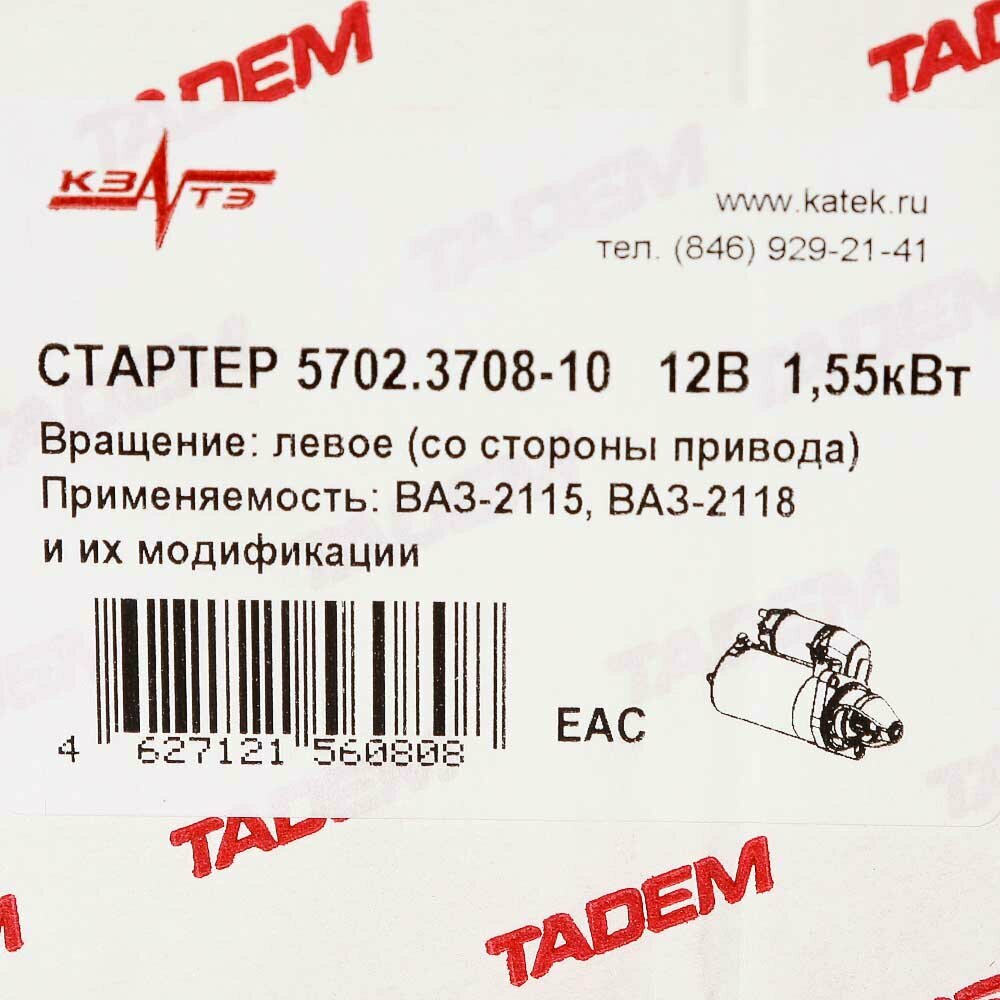 TADEM
TADEM
КЗАТЭ
www.katek.ru
тел. (846) 929-21-41
СТАРТЕР 5702.3708-10 12В 1,55кВт
Вращение: левое (со стороны привода)
Применяемость: ВАЗ-2115, ВАЗ-2118
и их модификации
4 627121 560808
EAC
TADEM
TADEM